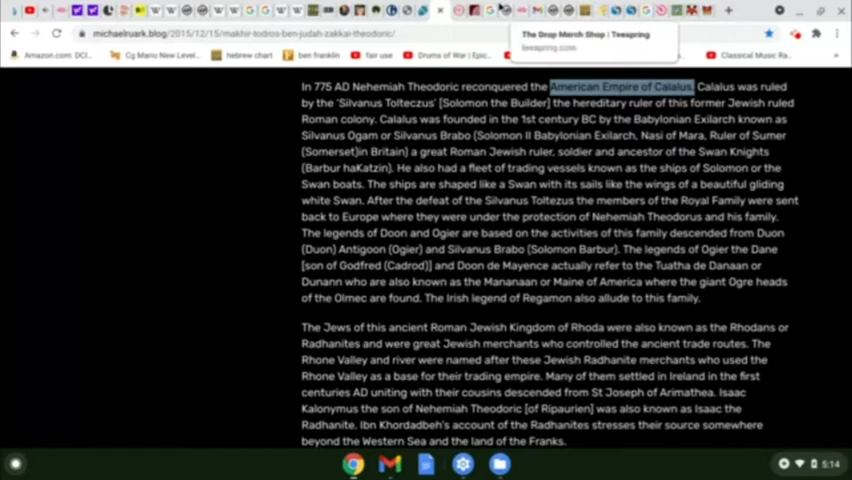 The Drop Merch Shop | Teespring
teespring.com
michaelruark.blog/2015/12/15/makhir-todros-ben-judah-zakkai-theodoric/
Amazon.com: DCI...
Cg Mario New Comple...
hebrew chart
ben franklin
fair use
Drums of War | Epic...
Classical Music Ra...
In 775 AD Nehemiah Theodoric reconquered the American Empire of Calalus. Calalus was ruled
by the 'Silvanus Tolteczus' [Solomon the Builder] the hereditary ruler of this former Jewish ruled
Roman colony. Calalus was founded in the 1st century BC by the Babylonian Exilarch known as
Silvanus Ogam or Silvanus Brabo (Solomon II Babylonian Exilarch, Nasi of Mara, Ruler of Sumer
(Somerset)in Britain) a great Roman Jewish ruler, soldier and ancestor of the Swan Knights
(Barbur haKatzin). He also had a fleet of trading vessels known as the ships of Solomon or the
Swan boats. The ships are shaped like a Swan with its sails like the wings of a beautiful gliding
white Swan. After the defeat of the Silvanus Toltezus the members of the Royal Family were sent
back to Europe where they were under the protection of Nehemiah Theodorus and his family.
The legends of Doon and Ogier are based on the activities of this family descended from Duon
(Duon) Antigoon (Ogier) and Silvanus Brabo (Solomon Barbur). The legends of Ogier the Dane
[son of Godfred (Cadrod)] and Doon de Mayence actually refer to the Tuatha de Danaan or
Dunann who are also known as the Mananaan or Maine of America where the giant Ogre heads
of the Olmec are found. The Irish legend of Regamon also allude to this family.
The Jews of this ancient Roman Jewish Kingdom of Rhoda were also known as the Rhodans or
Radhanites and were great Jewish merchants who controlled the ancient trade routes. The
Rhone Valley and river were named after these Jewish Radhanite merchants who used the
Rhone Valley as a base for their trading empire. Many of them settled in Ireland in the first
centuries AD uniting with their cousins descended from St Joseph of Arimathea. Isaac
Kalonymus the son of Nehemiah Theodoric [of Ripaurien] was also known as Isaac the
Radhanite. Ibn Khordadbeh's account of the Radhanites stresses their source somewhere
beyond the Western Sea and the land of the Franks.
5:14